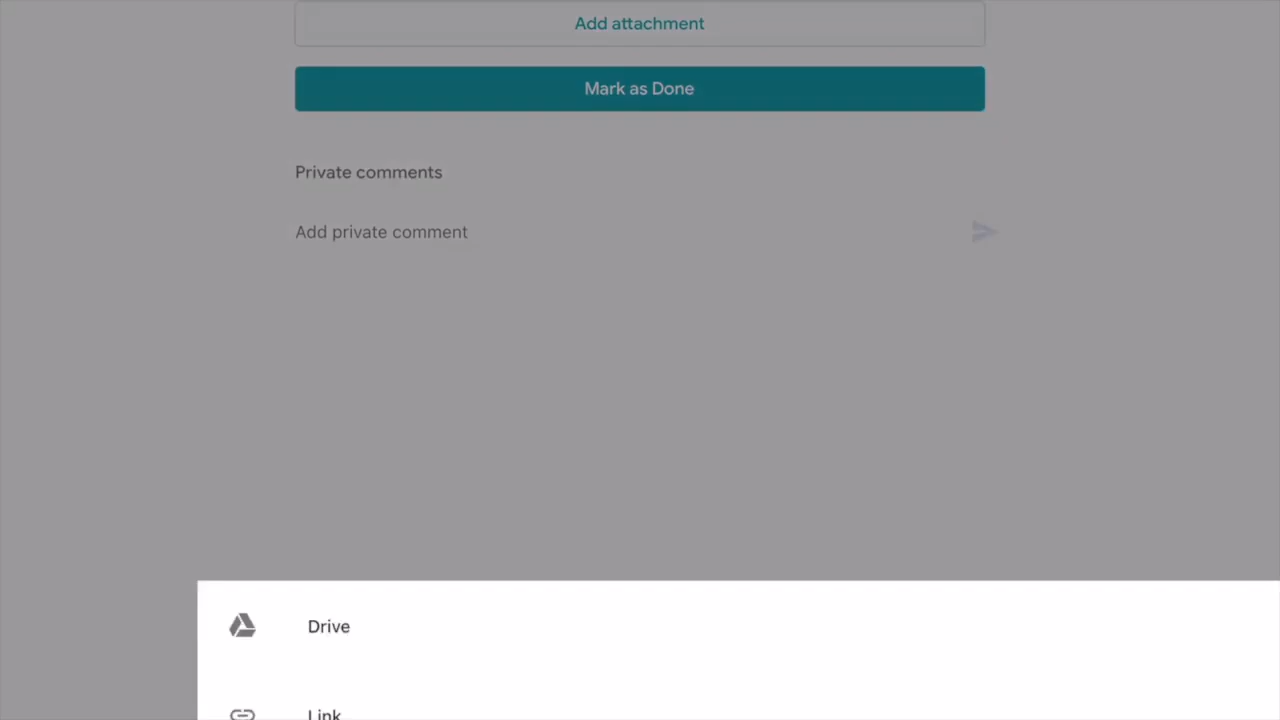 Add attachment
Mark as Done
Private comments
Add private comment
Drive
Link